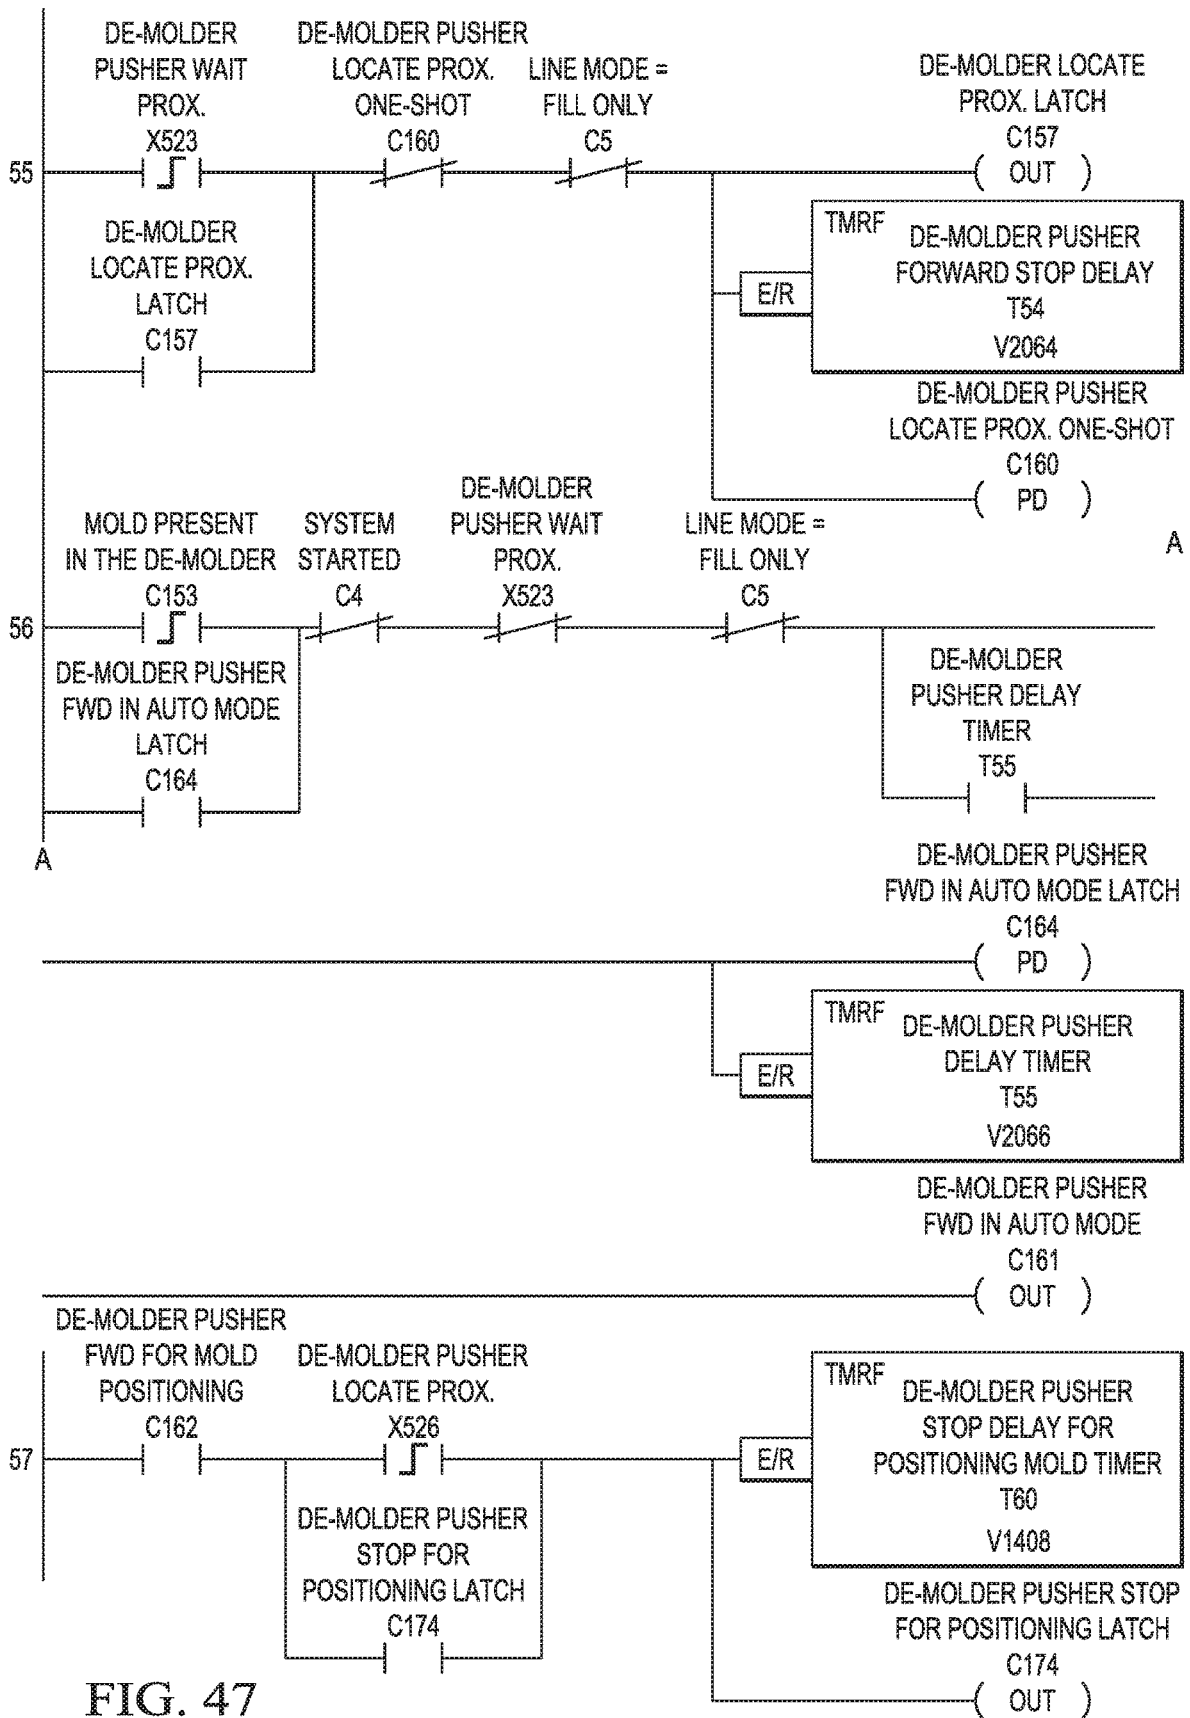 DE-MOLDER
PUSHER WAIT
PROX.
X523
DE-MOLDER PUSHER
LOCATE PROX.
ONE-SHOT
C160
LINE MODE =
FILL ONLY
C5
DE-MOLDER LOCATE
PROX. LATCH
C157
OUT
55
DE-MOLDER
LOCATE PROX.
LATCH
C157
TMRF
DE-MOLDER PUSHER
FORWARD STOP DELAY
T54
V2064
E/R
DE-MOLDER PUSHER
LOCATE PROX. ONE-SHOT
C160
PD
A
MOLD PRESENT
IN THE DE-MOLDER
C153
SYSTEM
STARTED
C4
DE-MOLDER
PUSHER WAIT
PROX.
X523
LINE MODE =
FILL ONLY
C5
56
DE-MOLDER PUSHER
FWD IN AUTO MODE
LATCH
C164
DE-MOLDER
PUSHER DELAY
TIMER
T55
A
DE-MOLDER PUSHER
FWD IN AUTO MODE LATCH
C164
PD
TMRF
DE-MOLDER PUSHER
DELAY TIMER
T55
V2066
E/R
DE-MOLDER PUSHER
FWD IN AUTO MODE
C161
OUT
DE-MOLDER PUSHER
FWD FOR MOLD
POSITIONING
C162
DE-MOLDER PUSHER
LOCATE PROX.
X526
57
DE-MOLDER PUSHER
STOP FOR
POSITIONING LATCH
C174
TMRF
DE-MOLDER PUSHER
STOP DELAY FOR
POSITIONING MOLD TIMER
T60
V1408
E/R
DE-MOLDER PUSHER STOP
FOR POSITIONING LATCH
C174
OUT
FIG. 47